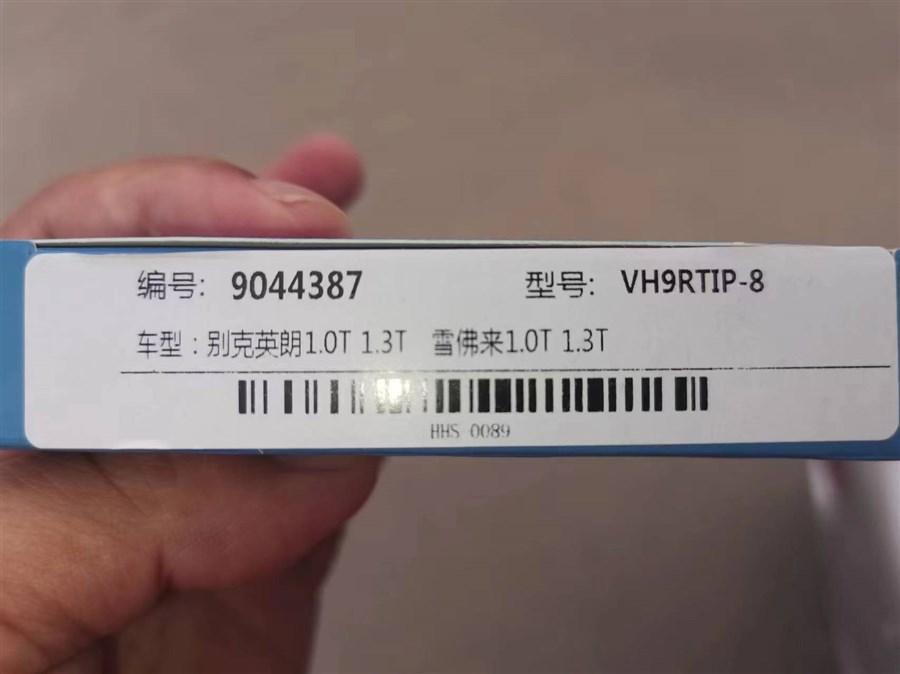 编号: 9044387 型号: VH9RTIP-8
车型：别克英朗1.0T 1.3T 雪佛来1.0T 1.3T
HHS 0089